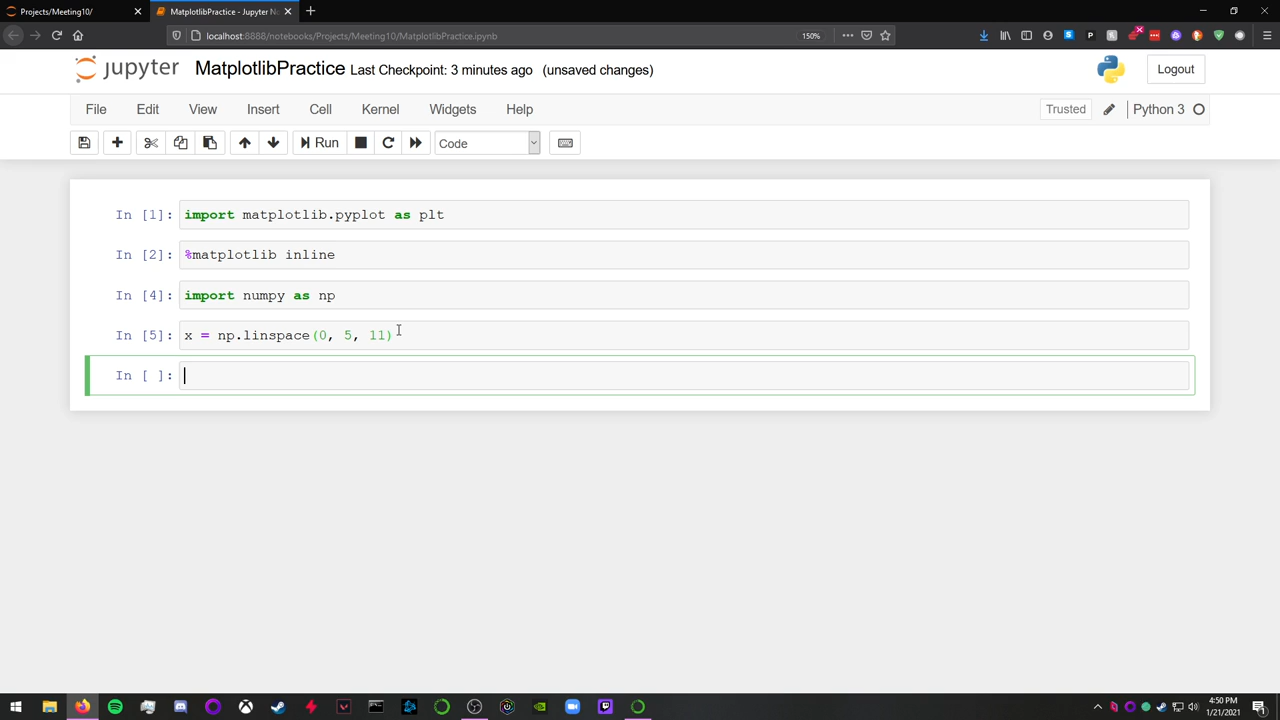 Projects/Meeting10/
MatplotlibPractice - Jupyter N
localhost:8888/notebooks/Projects/Meeting10/MatplotlibPractice.ipynb
150%
jupyter MatplotlibPractice Last Checkpoint: 3 minutes ago (unsaved changes)
Logout
File Edit View Insert Cell Kernel Widgets Help
Trusted
Python 3
Run
Code
In [1]: import matplotlib.pyplot as plt
In [2]: %matplotlib inline
In [4]: import numpy as np
In [5]: x = np.linspace(0, 5, 11)
In [ ]:
4:50 PM
1/21/2021